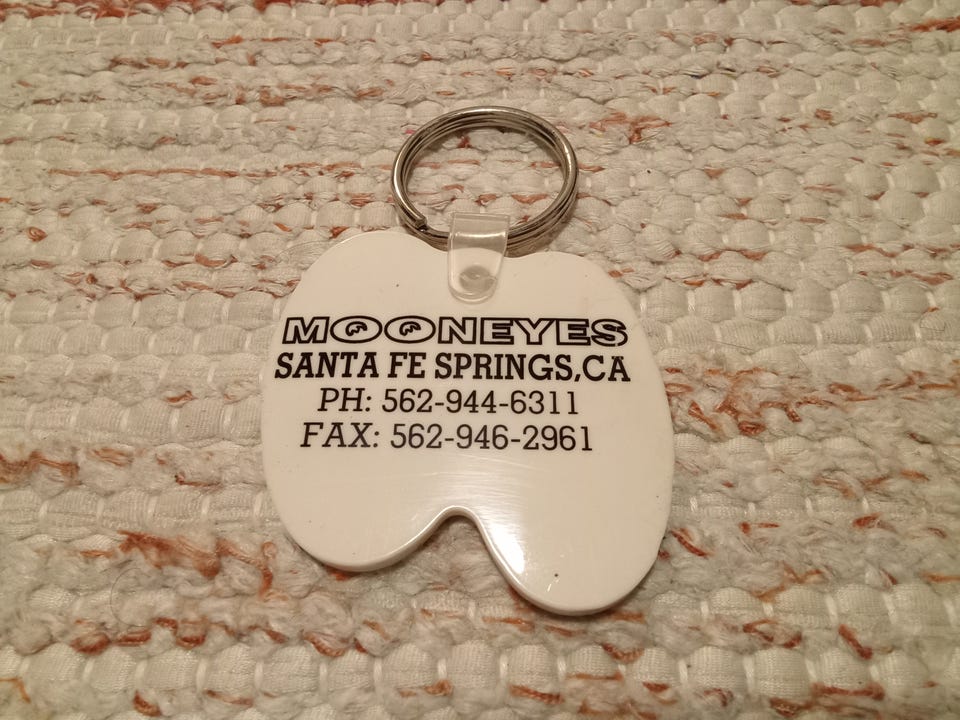 MOONEYES
SANTA FE SPRINGS,CA
PH: 562-944-6311
FAX: 562-946-2961